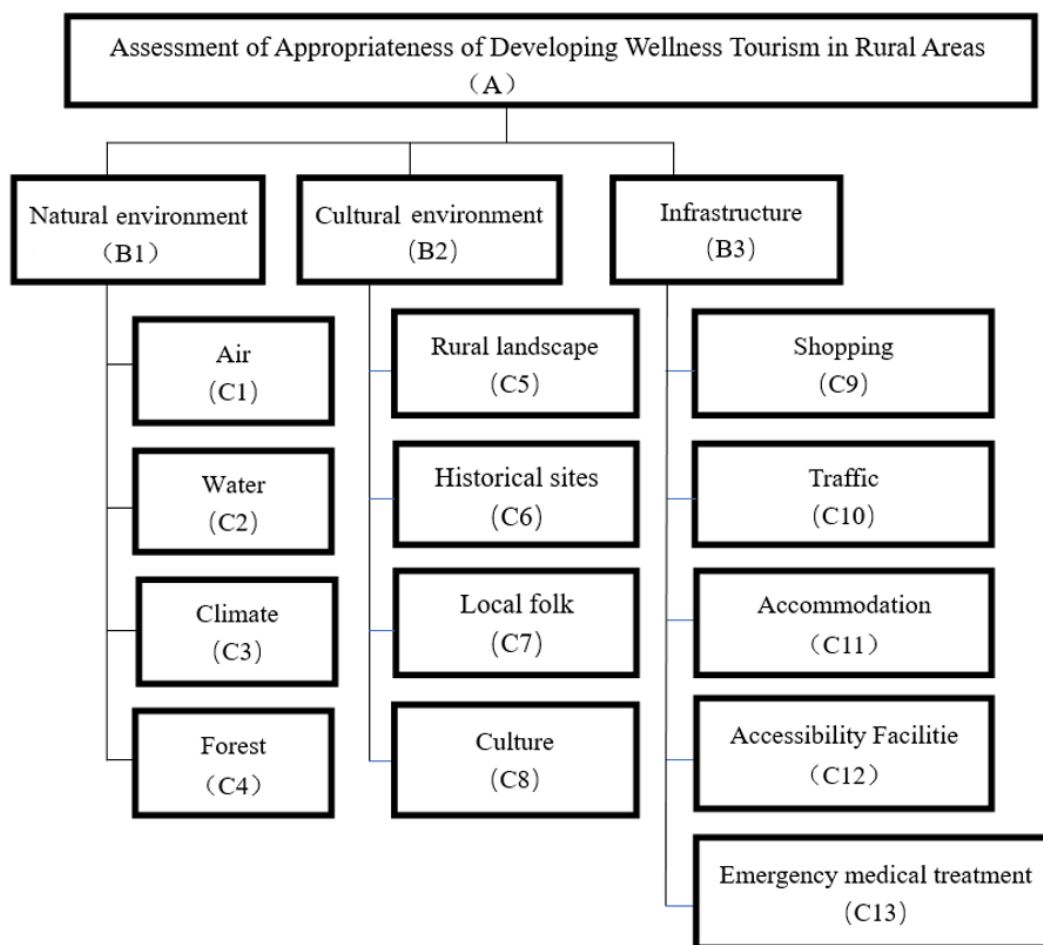 Assessment of Appropriateness of Developing Wellness Tourism in Rural Areas
（A）
Natural environment
（B1）
Cultural environment
（B2）
Infrastructure
（B3）
Air
（C1）
Water
（C2）
Climate
（C3）
Forest
（C4）
Rural landscape
（C5）
Historical sites
（C6）
Local folk
（C7）
Culture
（C8）
Shopping
（C9）
Traffic
（C10）
Accommodation
（C11）
Accessibility Facilitie
（C12）
Emergency medical treatment
（C13）